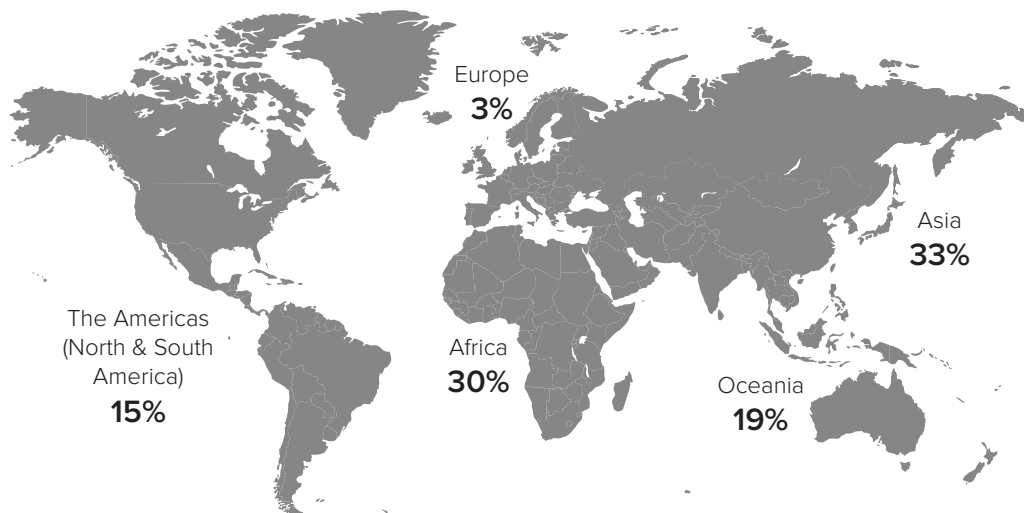 Europe
3%
Asia
33%
The Americas
(North & South
America)
15%
Africa
30%
Oceania
19%